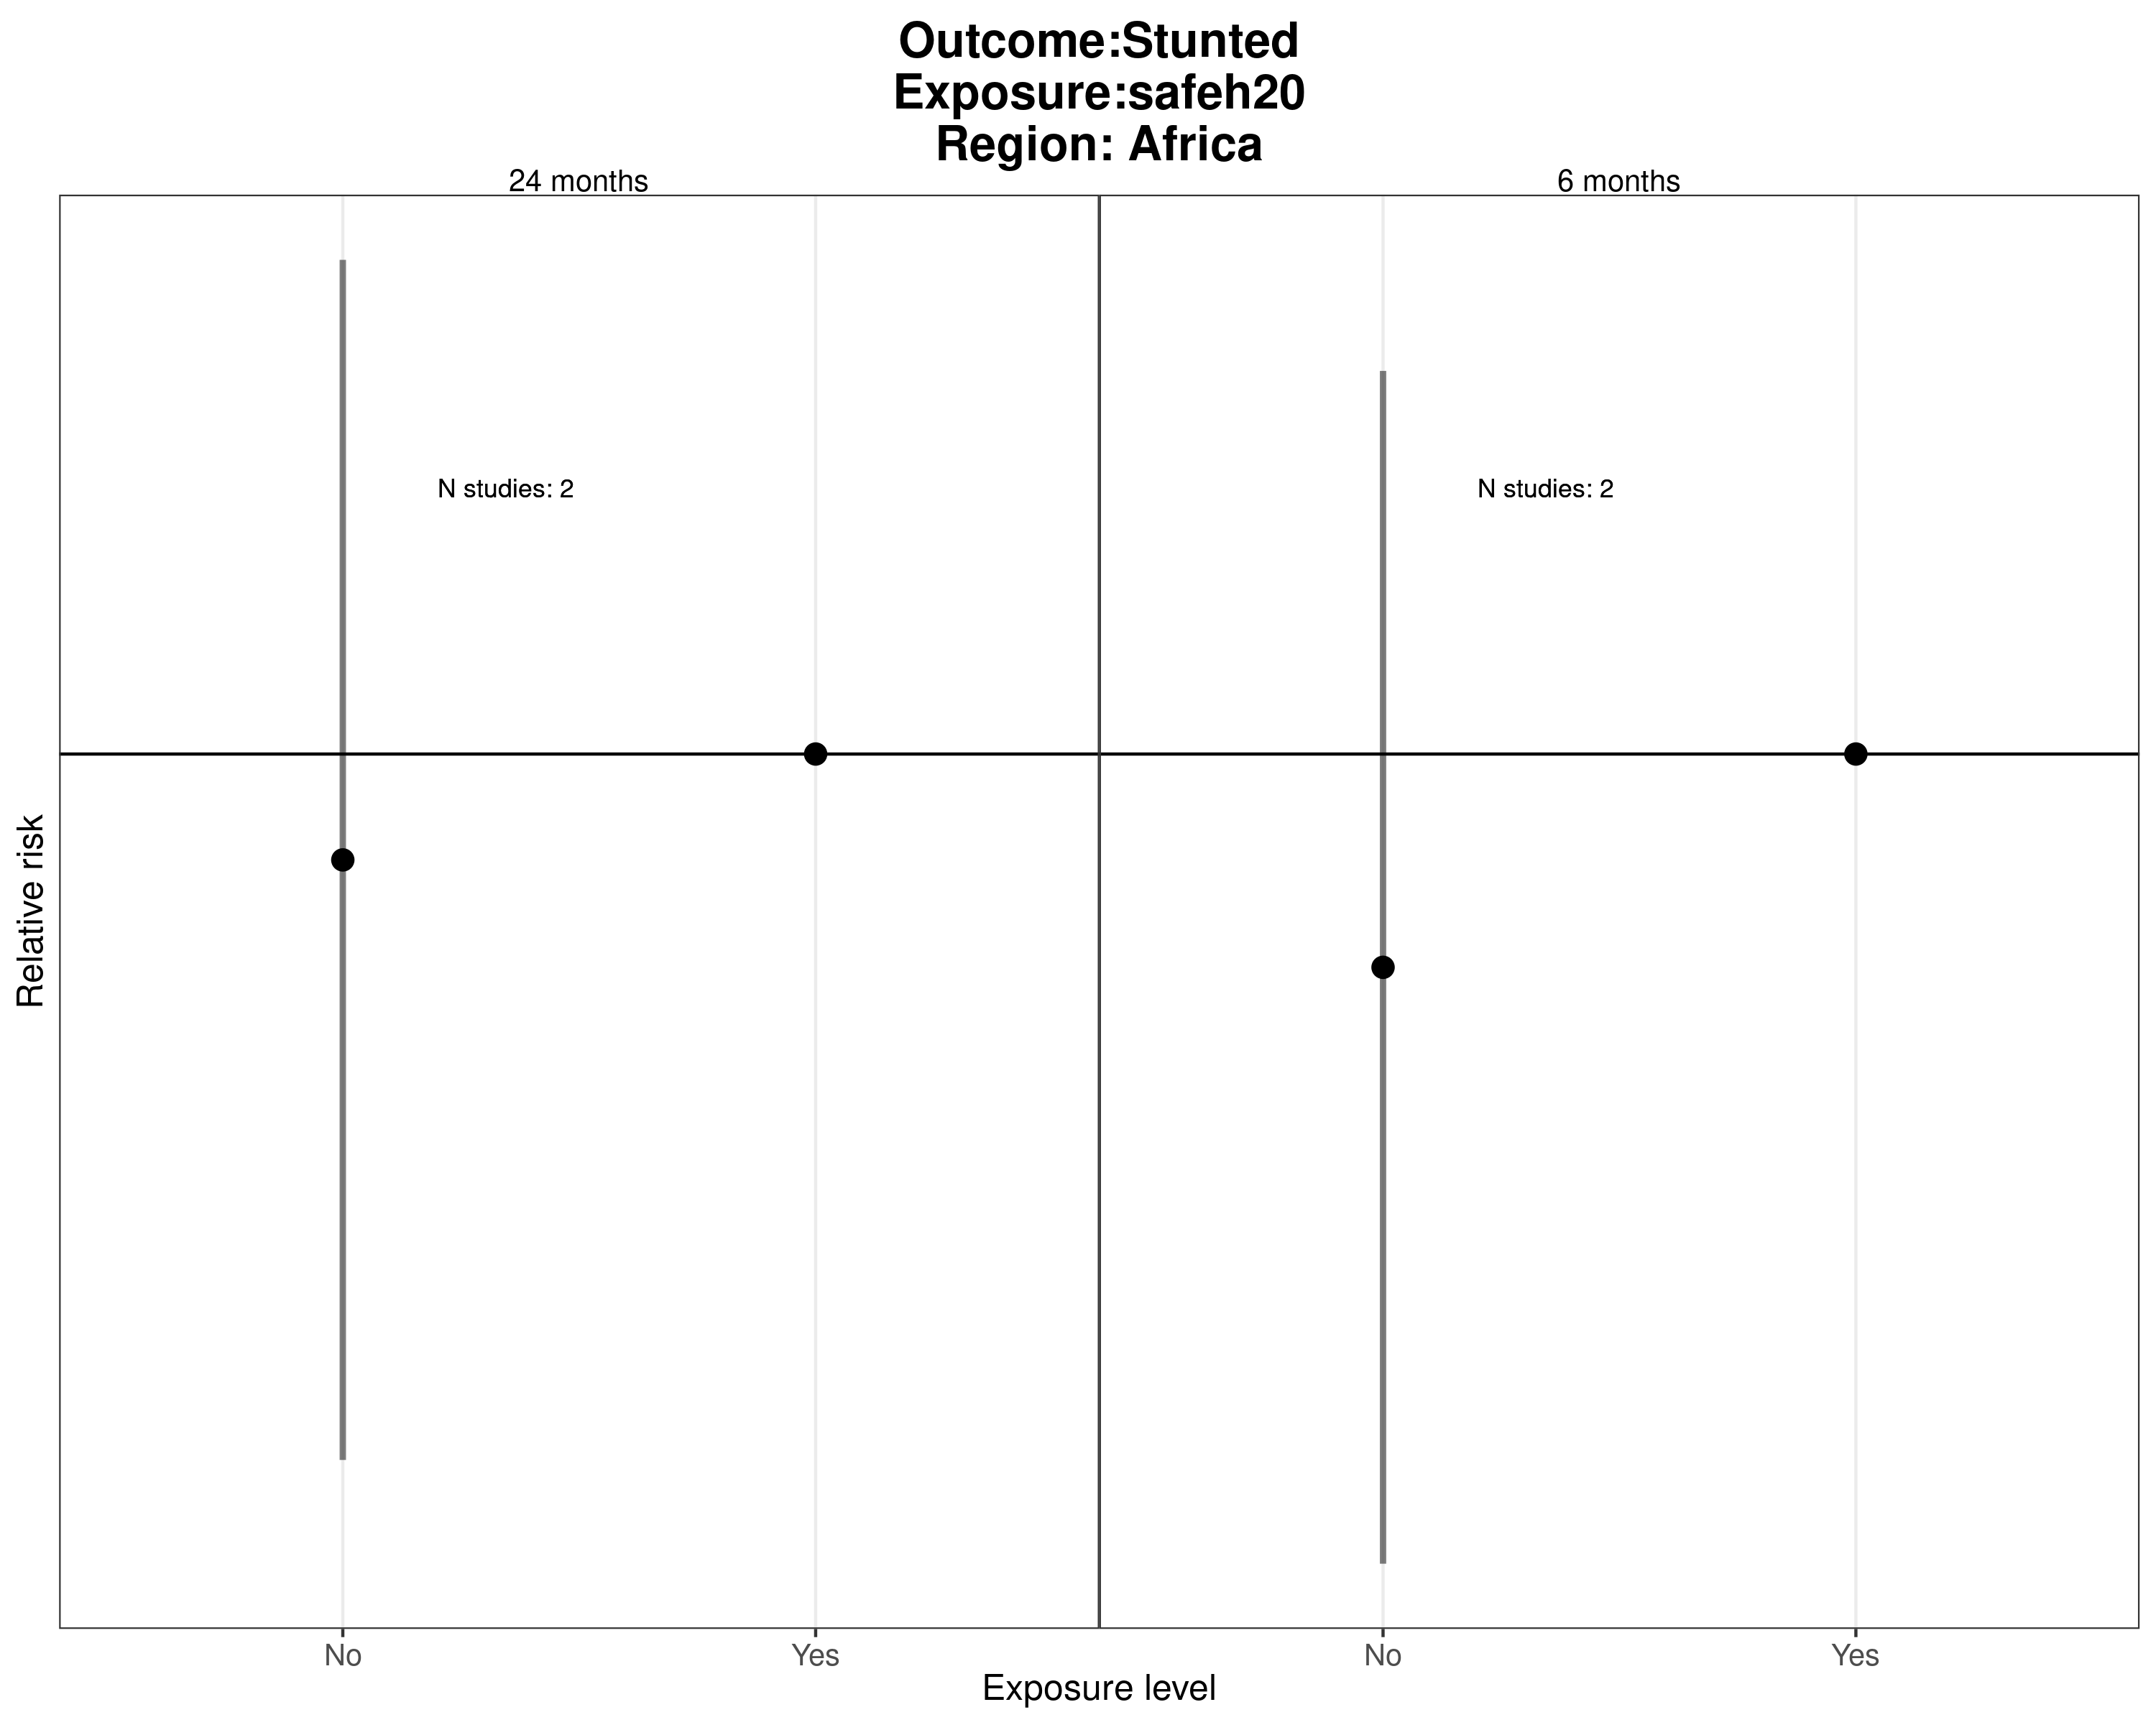 Outcome:Stunted
Exposure:safeh20
Region: Africa
24 months
6 months
N studies: 2
N studies: 2
Relative risk
No
Yes
No
Yes
Exposure level